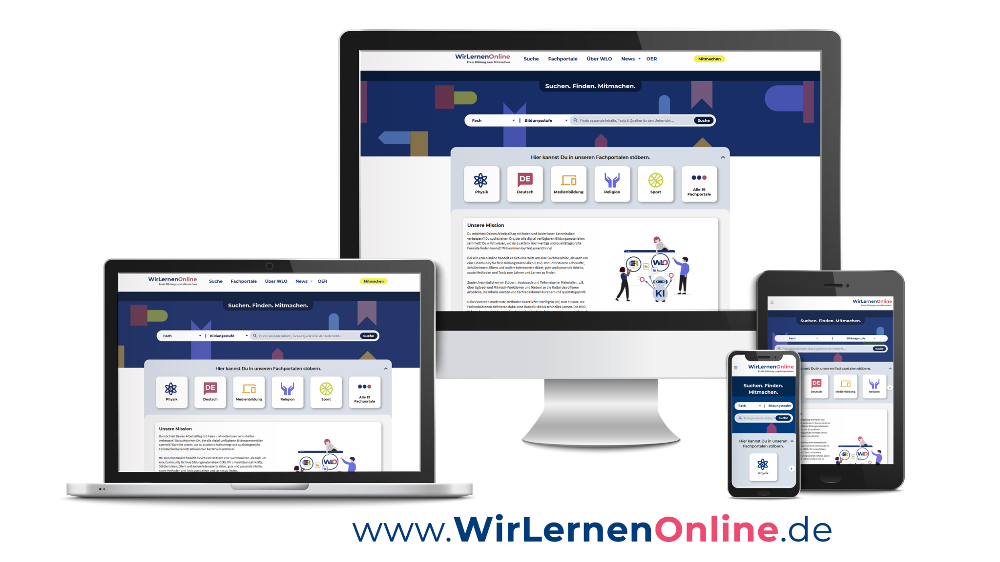 WirLernenOnline
Freie Bildung zum Mitmachen
Suche Fachportale Über WLO News OER
Mitmachen
Suchen. Finden. Mitmachen.
Fach | Bildungsstufe Finde passende Inhalte, Tools & Quellen für den Unterricht... Suche
Hier kannst Du in unseren Fachportalen stöbern.
Physik
DE
Deutsch
Medienbildung
Religion
Sport
Alle 19
Fachportale
Unsere Mission
Du möchtest Deinen Arbeitsalltag mit freien und kostenlosen Lerninhalten
verbessern? Du suchst einen Ort, der alle digital verfügbaren Bildungsmaterialien
sammelt? Du willst wissen, wo du qualitativ hochwertige und qualitätsgeprüfte
Formate finden kannst? Willkommen bei WirLernenOnline!
Bei WirLernenOnline handelt es sich einerseits um eine Suchmaschine, als auch um
eine Community für freie Bildungsmaterialien (OER). Wir unterstützen Lehrkräfte,
Schüler:innen, Eltern und andere Interessierte dabei, gute und passende Inhalte,
sowie Methoden und Tools zum Lehren und Lernen zu finden.
Zugleich ermöglichen wir Stöbern, Austausch und Teilen eigener Materialien, z.B.
über Upload- und Mitmach-Funktionen und fördern so die Kultur des offenen
Arbeitens. Die Inhalte werden von Fachredaktionen kuratiert und qualitätsgeprüft.
Dabei kommen modernste Methoden Künstlicher Intelligenz (KI) zum Einsatz. Die
Fachredaktionen definieren dabei eine Basis für die Maschinelles Lernen. Die WLO-
WLO
KI
WirLernenOnline
Freie Bildung zum Mitmachen
Suche Fachportale Über WLO News OER
Mitmachen
Suchen. Finden. Mitmachen.
Fach | Bildungsstufe Finde passende Inhalte, Tools & Quellen für den Unterricht... Suche
Hier kannst Du in unseren Fachportalen stöbern.
Physik
DE
Deutsch
Medienbildung
Religion
Sport
Alle 19
Fachportale
Unsere Mission
Du möchtest Deinen Arbeitsalltag mit freien und kostenlosen Lerninhalten
verbessern? Du suchst einen Ort, der alle digital verfügbaren Bildungsmaterialien
sammelt? Du willst wissen, wo du qualitativ hochwertige und qualitätsgeprüfte
Formate finden kannst? Willkommen bei WirLernenOnline!
Bei WirLernenOnline handelt es sich einerseits um eine Suchmaschine, als auch um
eine Community für freie Bildungsmaterialien (OER). Wir unterstützen Lehrkräfte,
Schüler:innen, Eltern und andere Interessierte dabei, gute und passende Inhalte,
sowie Methoden und Tools zum Lehren und Lernen zu finden.
WLO
WirLernenOnline
Freie Bildung zum Mitmachen
Suchen. Finden. Mitmachen.
Fach | Bildungsstufe
Finde passende Inhalte, Tools & Quellen für den Unterricht... Suche
kannst Du in unseren Fachportalen stöbern.
DE
Deutsch
Medienbildung
Religion
WLO
WirLernenOnline
Freie Bildung zum Mitmachen
Suchen. Finden.
Mitmachen.
Fach | Bildungsstufe
Finde passende Inhalte, Suche
Hier kannst Du in unseren
Fachportalen stöbern.
Physik
www.WirLernenOnline.de